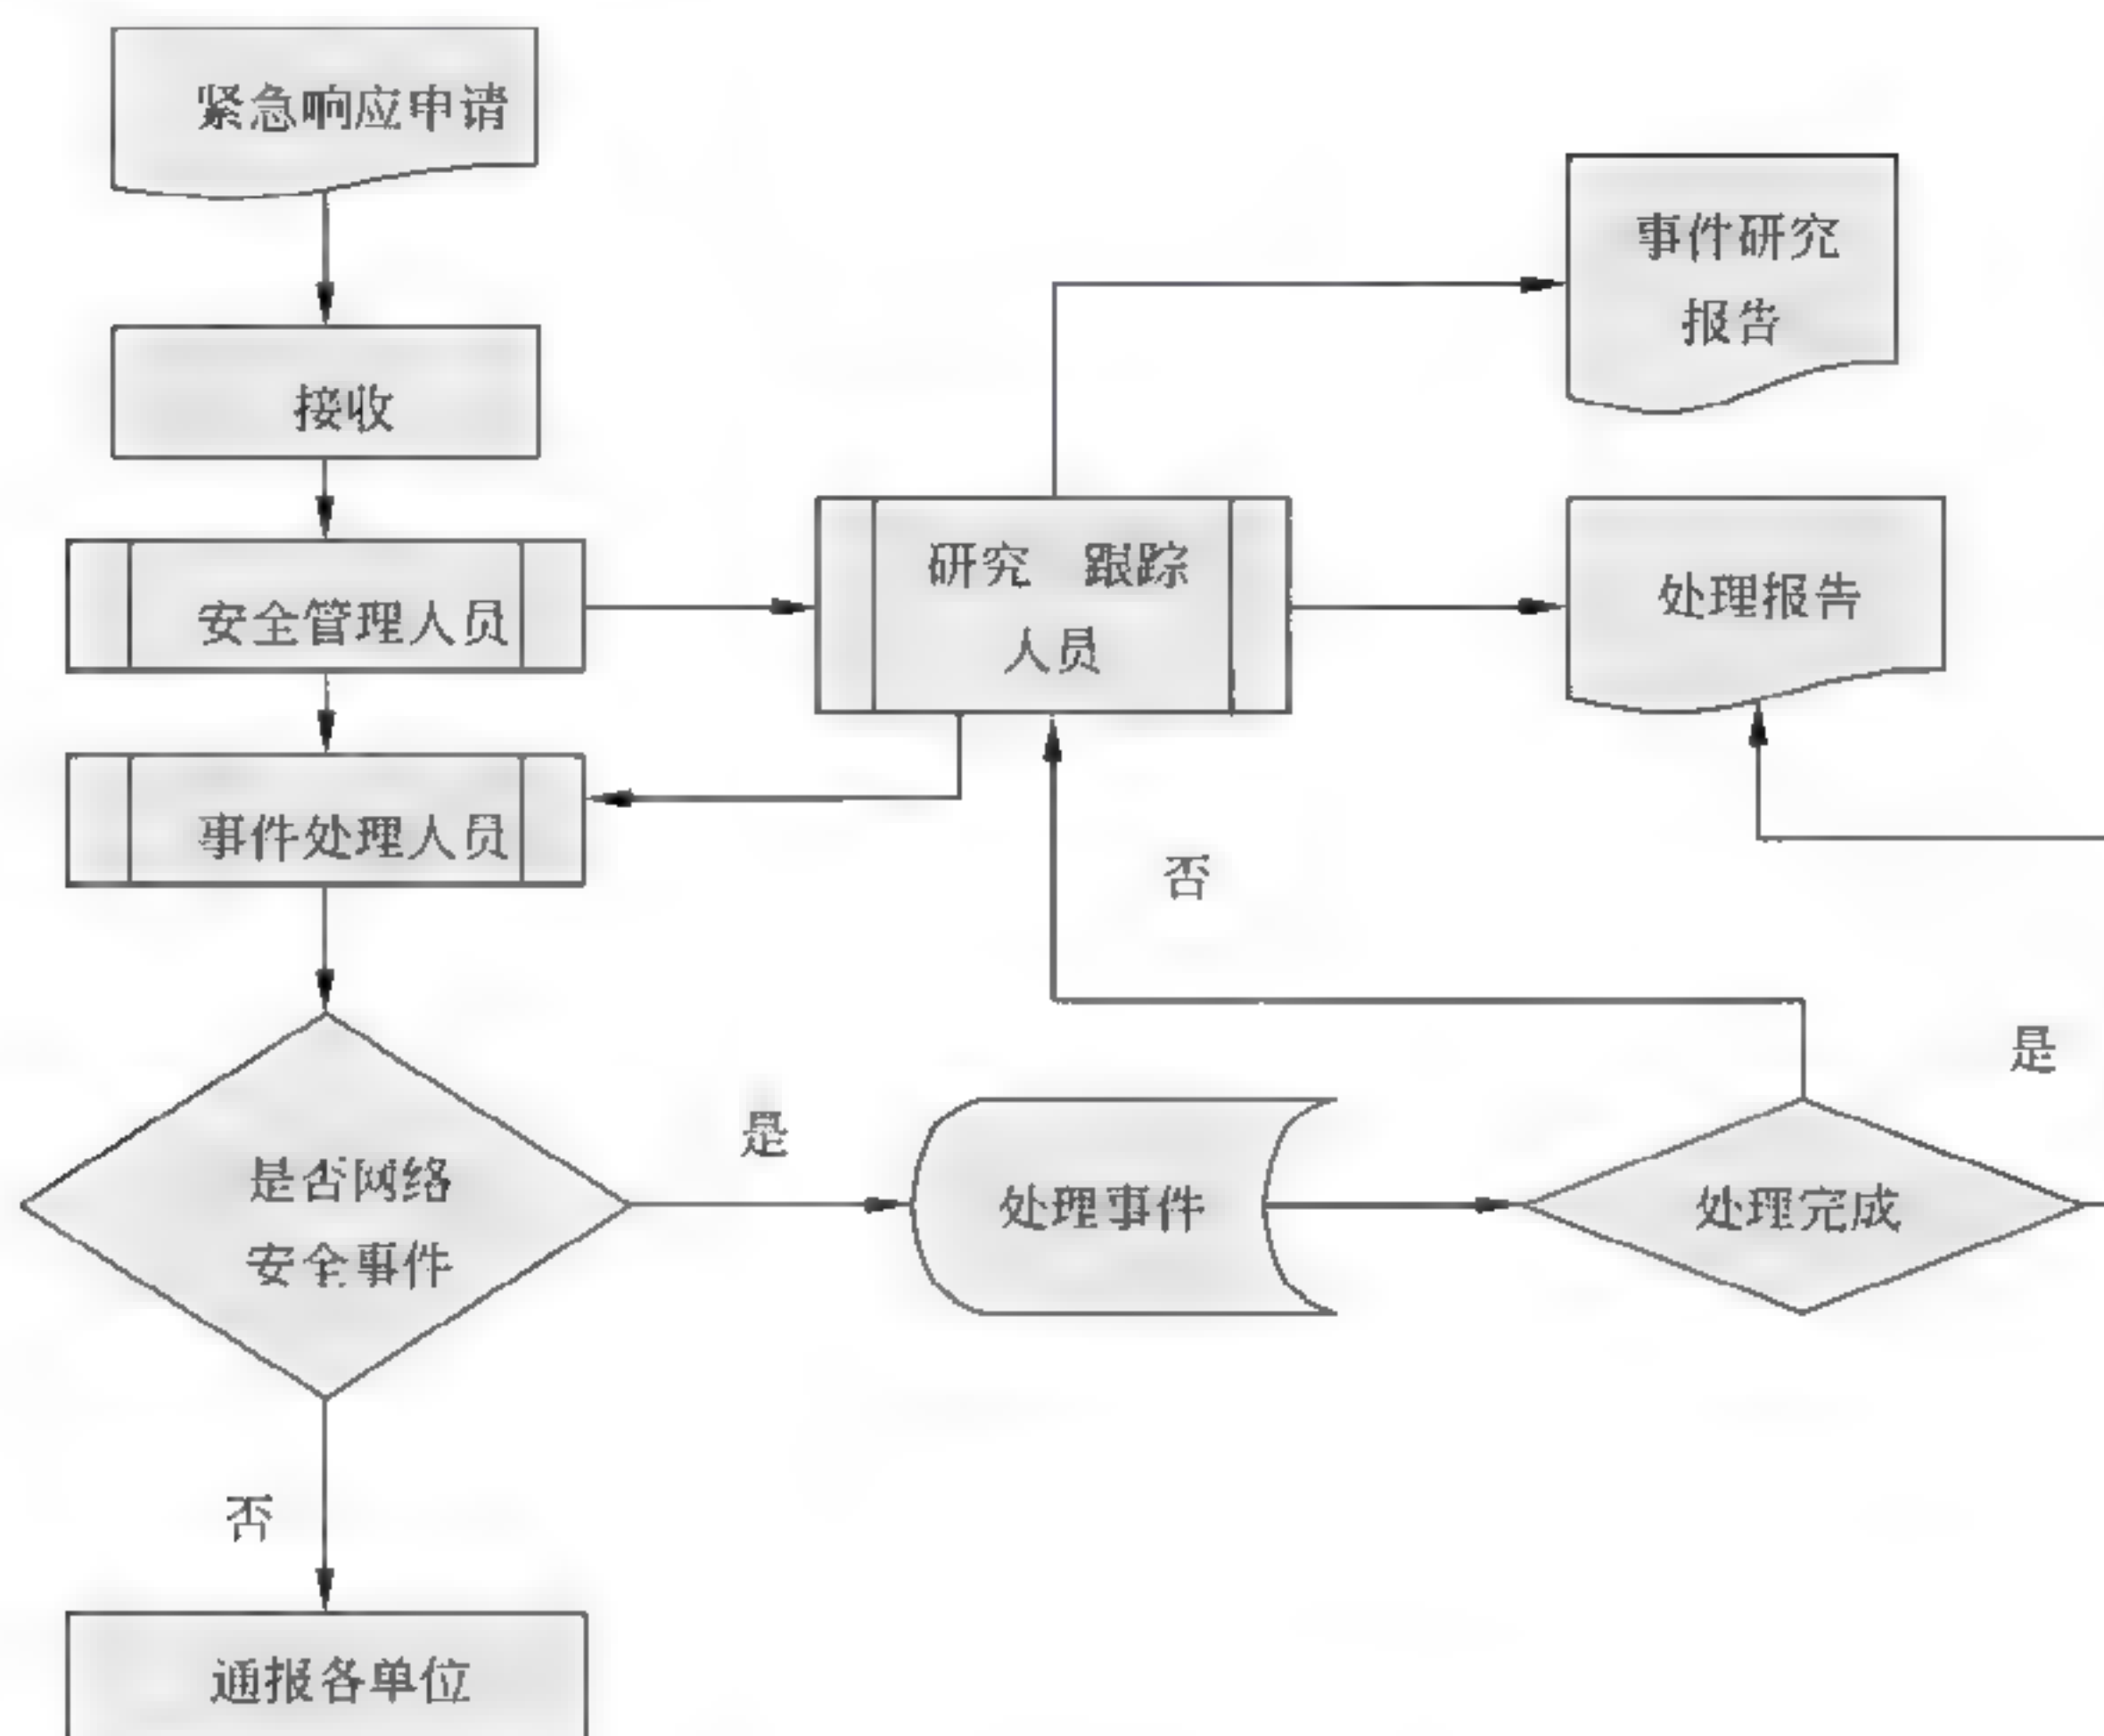 紧急响应申请
接收
安全管理人员
事件处理人员
是否网络
安全事件
否
通报各单位
研究 跟踪
人员
事件研究
报告
处理报告
否
是
处理事件
处理完成
是